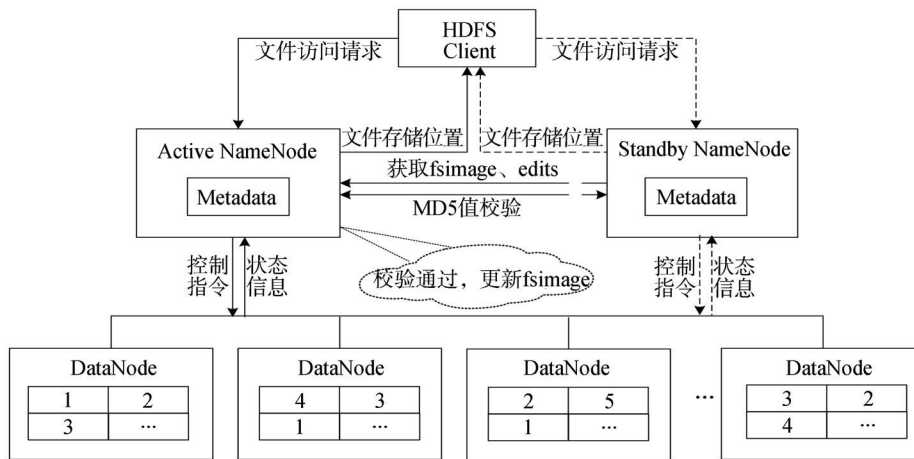 HDFS
Client
文件访问请求
文件访问请求
Active NameNode
Metadata
文件存储位置
文件存储位置
获取fsimage、edits
MD5值校验
Standby NameNode
Metadata
校验通过，更新fsimage
控制
指令
状态
信息
控制
指令
状态
信息
DataNode
1 2
3 ···
DataNode
4 3
1 ···
DataNode
2 5
1 ···
···
DataNode
3 2
4 ···